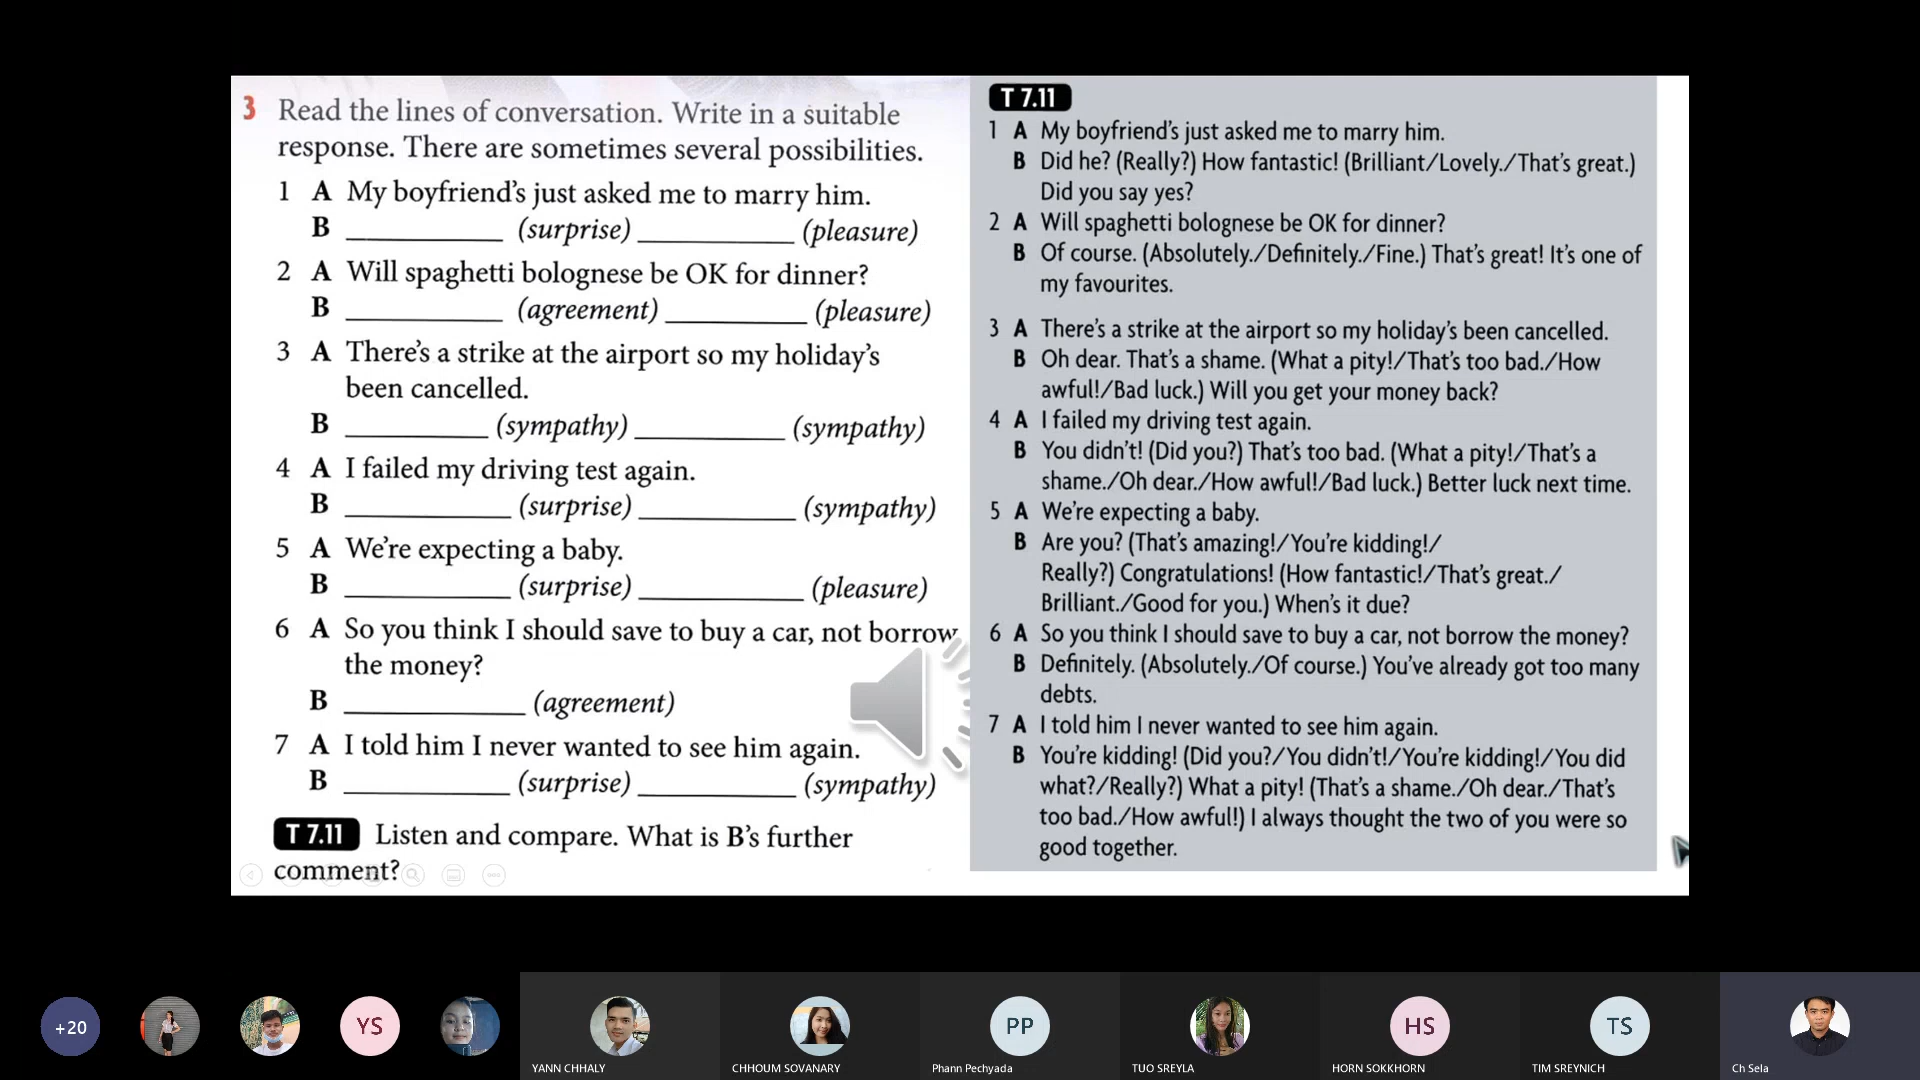 3 Read the lines of conversation. Write in a suitable
response. There are sometimes several possibilities.
1 A My boyfriend's just asked me to marry him.
B ____________ (surprise) ____________ (pleasure)
2 A Will spaghetti bolognese be OK for dinner?
B ____________ (agreement) ____________ (pleasure)
3 A There's a strike at the airport so my holiday's
been cancelled.
B ____________ (sympathy) ____________ (sympathy)
4 A I failed my driving test again.
B ____________ (surprise) ____________ (sympathy)
5 A We're expecting a baby.
B ____________ (surprise) ____________ (pleasure)
6 A So you think I should save to buy a car, not borrow
the money?
B ____________ (agreement)
7 A I told him I never wanted to see him again.
B ____________ (surprise) ____________ (sympathy)
T 7.11 Listen and compare. What is B's further
comment?
T 7.11
1 A My boyfriend's just asked me to marry him.
B Did he? (Really?) How fantastic! (Brilliant/Lovely./That's great.)
Did you say yes?
2 A Will spaghetti bolognese be OK for dinner?
B Of course. (Absolutely./Definitely./Fine.) That's great! It's one of
my favourites.
3 A There's a strike at the airport so my holiday's been cancelled.
B Oh dear. That's a shame. (What a pity!/That's too bad./How
awful!/Bad luck.) Will you get your money back?
4 A I failed my driving test again.
B You didn't! (Did you?) That's too bad. (What a pity!/That's a
shame./Oh dear./How awful!/Bad luck.) Better luck next time.
5 A We're expecting a baby.
B Are you? (That's amazing!/You're kidding!/
Really?) Congratulations! (How fantastic!/That's great./
Brilliant./Good for you.) When's it due?
6 A So you think I should save to buy a car, not borrow the money?
B Definitely. (Absolutely./Of course.) You've already got too many
debts.
7 A I told him I never wanted to see him again.
B You're kidding! (Did you?/You didn't!/You're kidding!/You did
what?/Really?) What a pity! (That's a shame./Oh dear./That's
too bad./How awful!) I always thought the two of you were so
good together.
+20
YS
PP
HS
TS
YANN CHHALY
CHHOUM SOVANARY
Phann Pechyada
TUO SREYLA
HORN SOKKHORN
TIM SREYNICH
Ch Sela